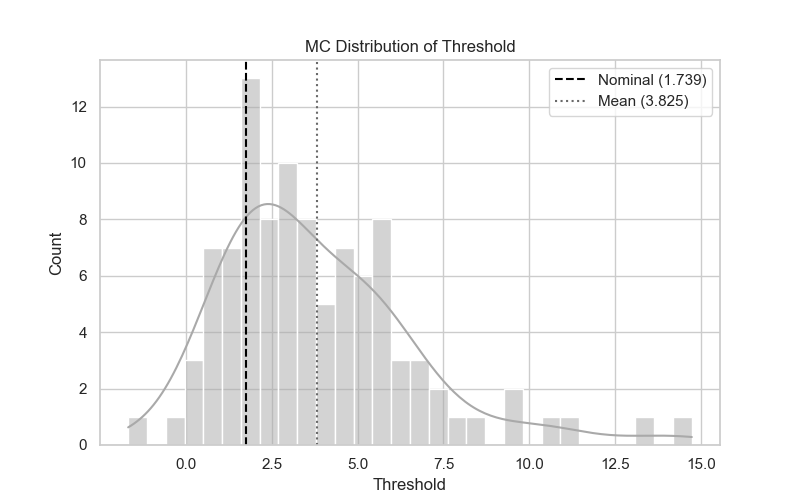 MC Distribution of Threshold
Nominal (1.739)
Mean (3.825)
Count
12
10
8
6
4
2
0
0.0 2.5 5.0 7.5 10.0 12.5 15.0
Threshold